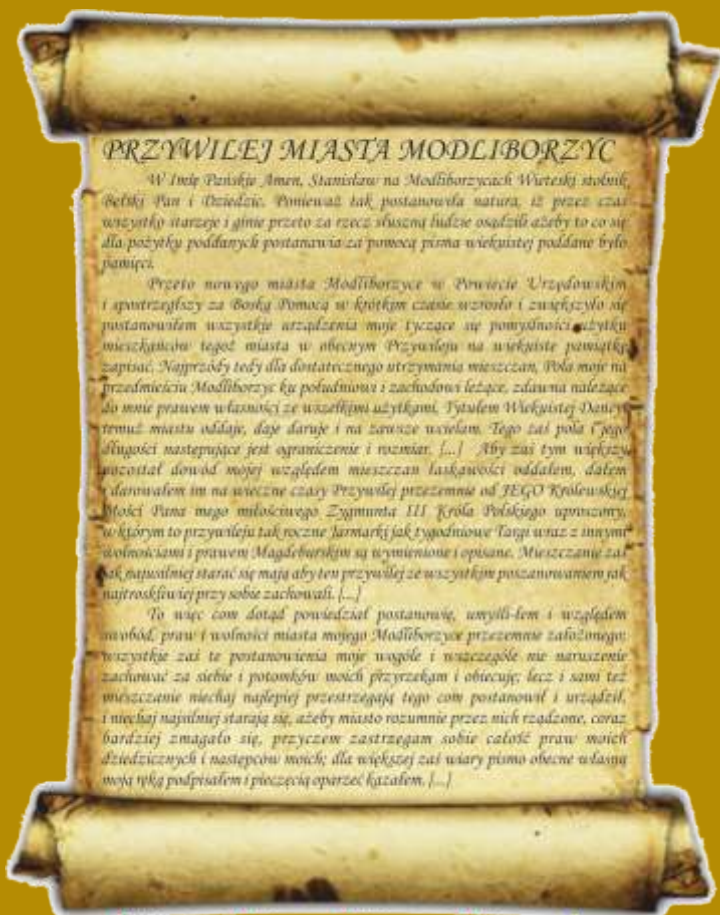 PRZYWILEJ MIASTA MODLIBORZYC
W Imię Pańskie Amen, Stanisław na Modliborzycach Wioteski stolnik
Bełski Pan i Dziedzic. Ponieważ tak postanowiła natura, iż przez czas
wszystko starzeje i ginie przeto za rzecz słuszną ludzie osądzili ażeby to co się
dla pożytku poddanych postanawia za pomocą pisma wiekuistej poddane było
pamięci.
Przeto nowego miasta Modliborzyce w Powiecie Urzędowskim
i spostrzegłszy za Boską Pomocą w krótkim czasie wzrosło i zwiększyło się
postanowiłem wszystkie urządzenia moje tyczące się pomyślności użytku
mieszkańców tegoż miasta w obecnym Przywileju na wiekuiste pamiątkę
zapisać. Najprzódy tedy dla dostatecznego utrzymania mieszczan, Pola moje na
przedmieściu Modliborzyc ku południowi i zachodowi leżące, zdawna należące
do mnie prawem własności ze wszelkimi użytkami, Tytułem Wiekuistej Daney
temuż miastu oddaje, daje daruje i na zawsze wcielam. Tego zaś pola i jego
długości następujące jest ograniczenie i rozmiar. [...] Aby zaś tym większy
pozostał dowód mojej względem mieszczan łaskawości oddałem, dałem
i darowałem im na wieczne czasy Przywilej przezemnie od JEGO Królewskiej
Mości Pana mego miłościwego Zygmunta III Króla Polskiego uproszony,
w którym to przywileju tak roczne Jarmarki jak tygodniowe Targi wraz z innymi
wolnościami i prawem Magdeburskim są wymienione i opisane. Mieszczanie zaś
jak najusilniej starać się mają aby ten przywilej ze wszystkim poszanowaniem jak
najtroskliwiej przy sobie zachowali. [...]
To więc com dotąd powiedział postanowię, umyśli-łem i względem
swobód, praw i wolności miasta mojego Modliborzyce przezemnie założonego;
wszystkie zaś te postanowienia moje wogóle i wszczególe nie naruszenie
zachować za siebie i potomków moich przyrzekam i obiecuję; lecz i sami też
mieszczanie niechaj najlepiej przestrzegają tego com postanowił i urządził,
i niechaj najsilniej starają się, ażeby miasto rozumnie przez nich rządzone, coraz
bardziej zmagało się, przyczem zastrzegam sobie całość praw moich
dziedzicznych i następców moich; dla większej zaś wiary pismo obecne własną
moją ręką podpisałem i pieczęcią oparzeć kazałem. [...]